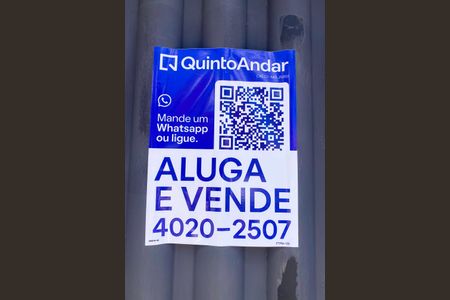 QuintoAndar
Mande um
Whatsapp
ou ligue.
ALUGA
E VENDE
4020-2507